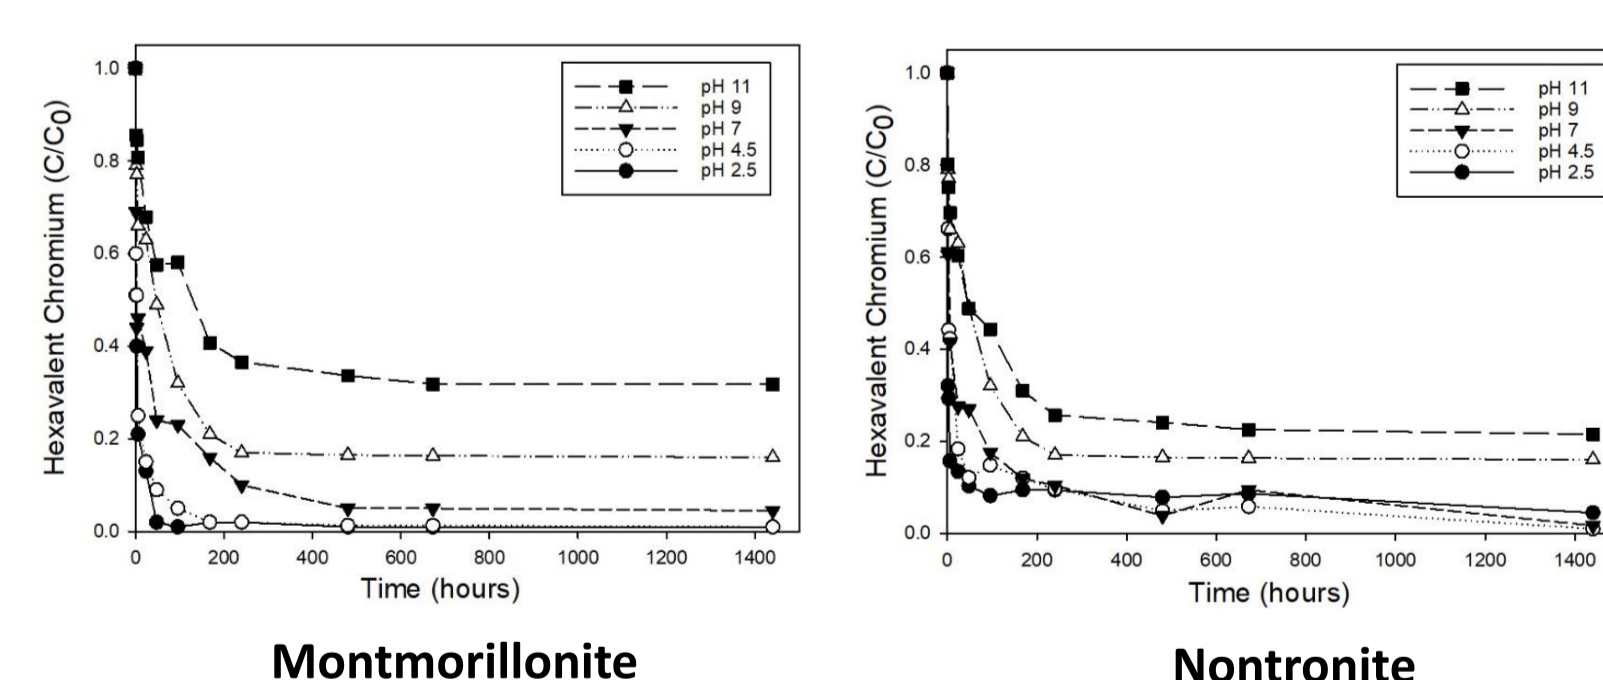 Hexavalent Chromium (C/C0)
1.0
0.8
0.6
0.4
0.2
0.0
pH 11
pH 9
pH 7
pH 4.5
pH 2.5
0 200 400 600 800 1000 1200 1400
Time (hours)
Montmorillonite
Hexavalent Chromium (C/C0)
1.0
0.8
0.6
0.4
0.2
0.0
pH 11
pH 9
pH 7
pH 4.5
pH 2.5
0 200 400 600 800 1000 1200 1400
Time (hours)
Nontronite